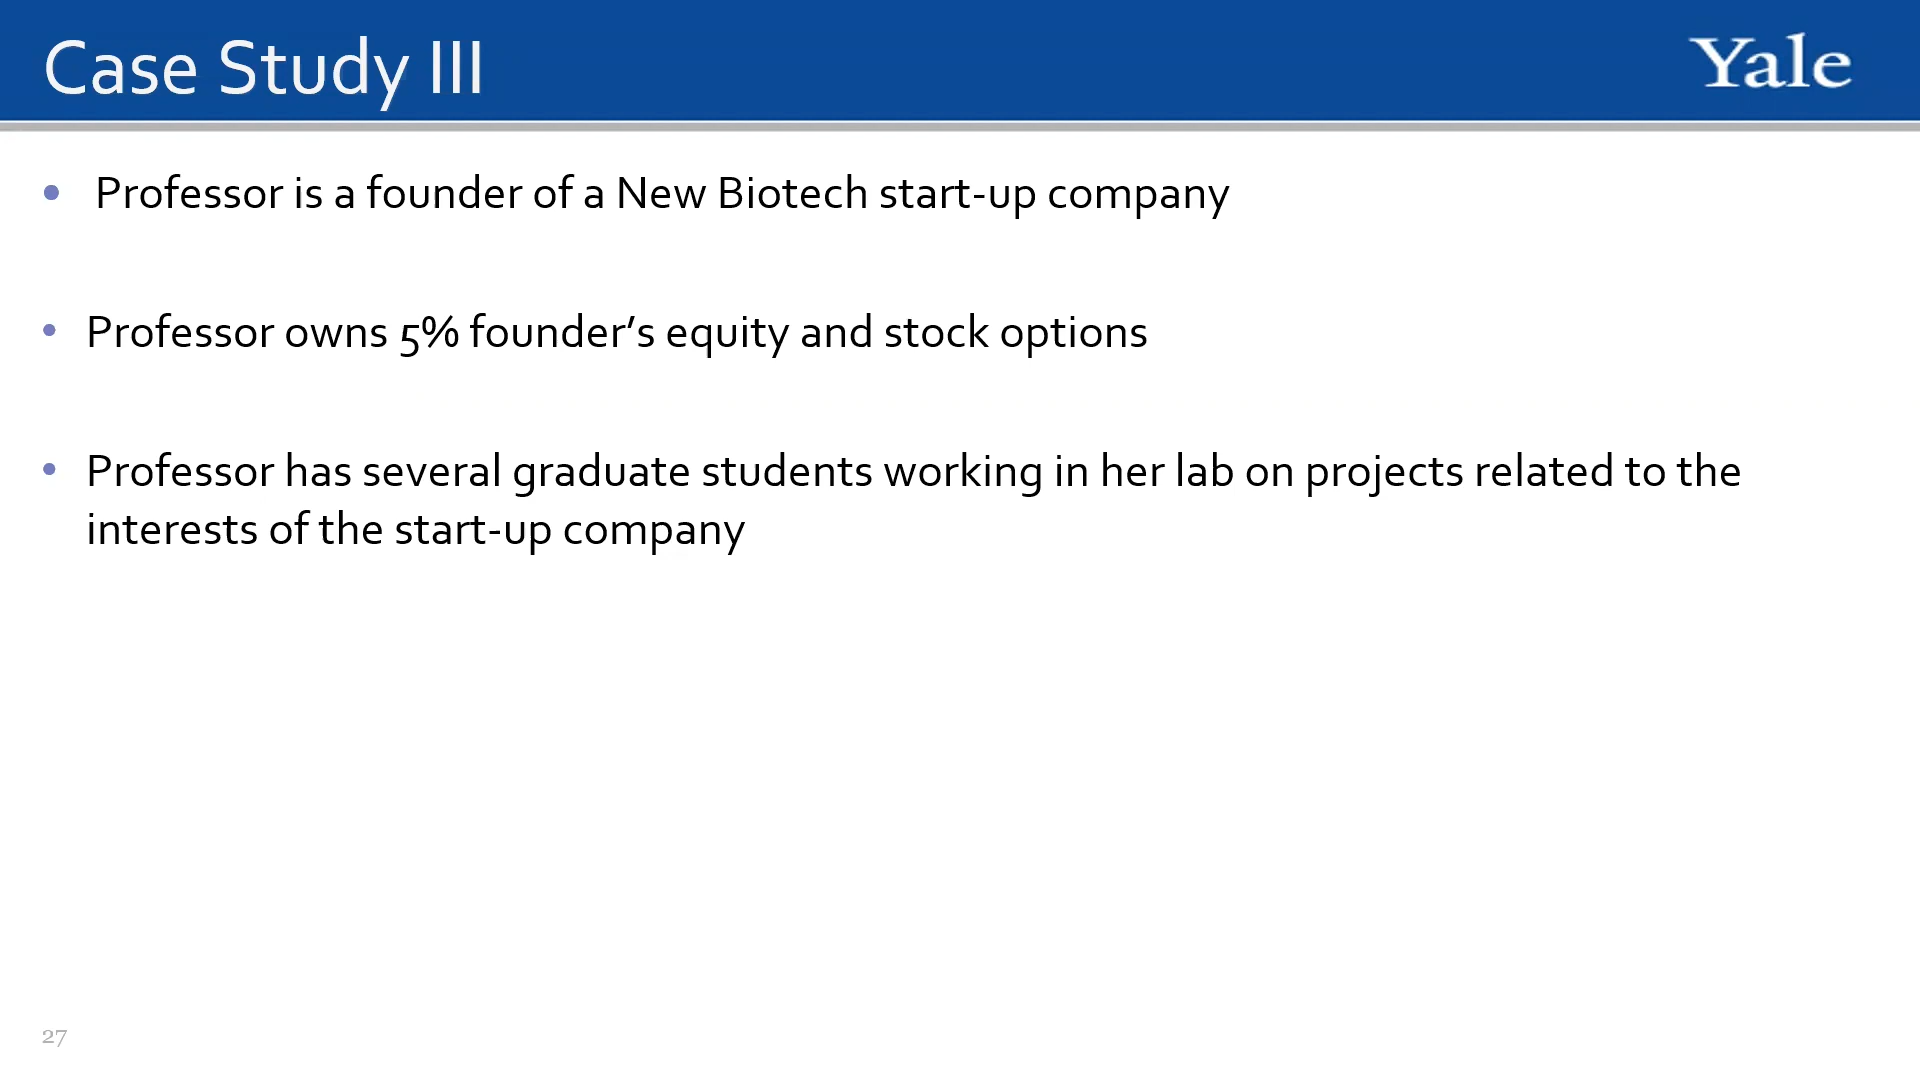 Case Study III
Yale
• Professor is a founder of a New Biotech start-up company
• Professor owns 5% founder’s equity and stock options
• Professor has several graduate students working in her lab on projects related to the
interests of the start-up company
27